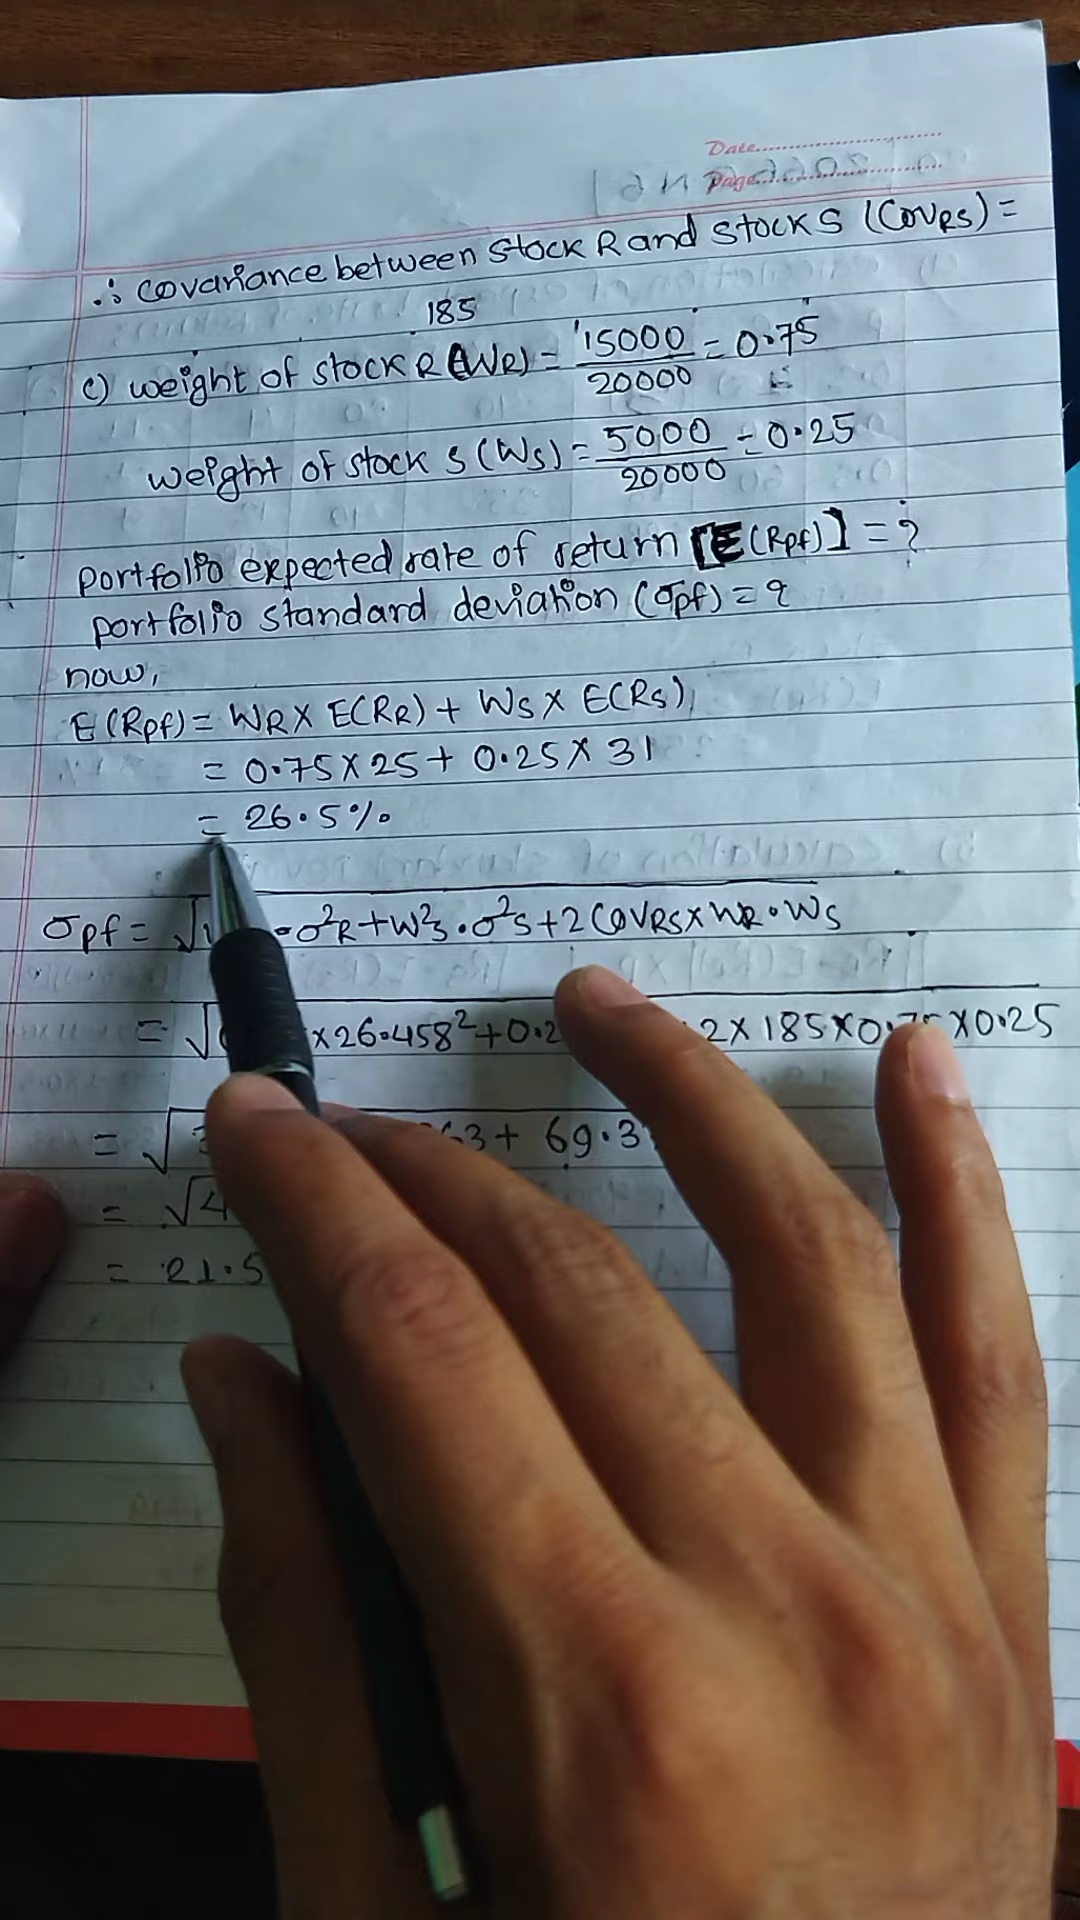 Date
Page
∴ covariance between stock R and stock S (CovRS) =
185
c) weight of stock R (WR) = 15000/20000 = 0.75
weight of stock S (WS) = 5000/20000 = 0.25
portfolio expected rate of return [E(Rpf)] = ?
portfolio standard deviation (σpf) = ?
now,
E(Rpf) = WR X E(RR) + WS X E(RS)
= 0.75 X 25 + 0.25 X 31
= 26.5%
σpf = √ . σ²R + W²S . σ²S + 2 COVRS x WR . WS
= √ x 26.458² + 0.2 2 X 185 X 0.75 X 0.25
= √ 63 + 69.3
= √4
= 21.5